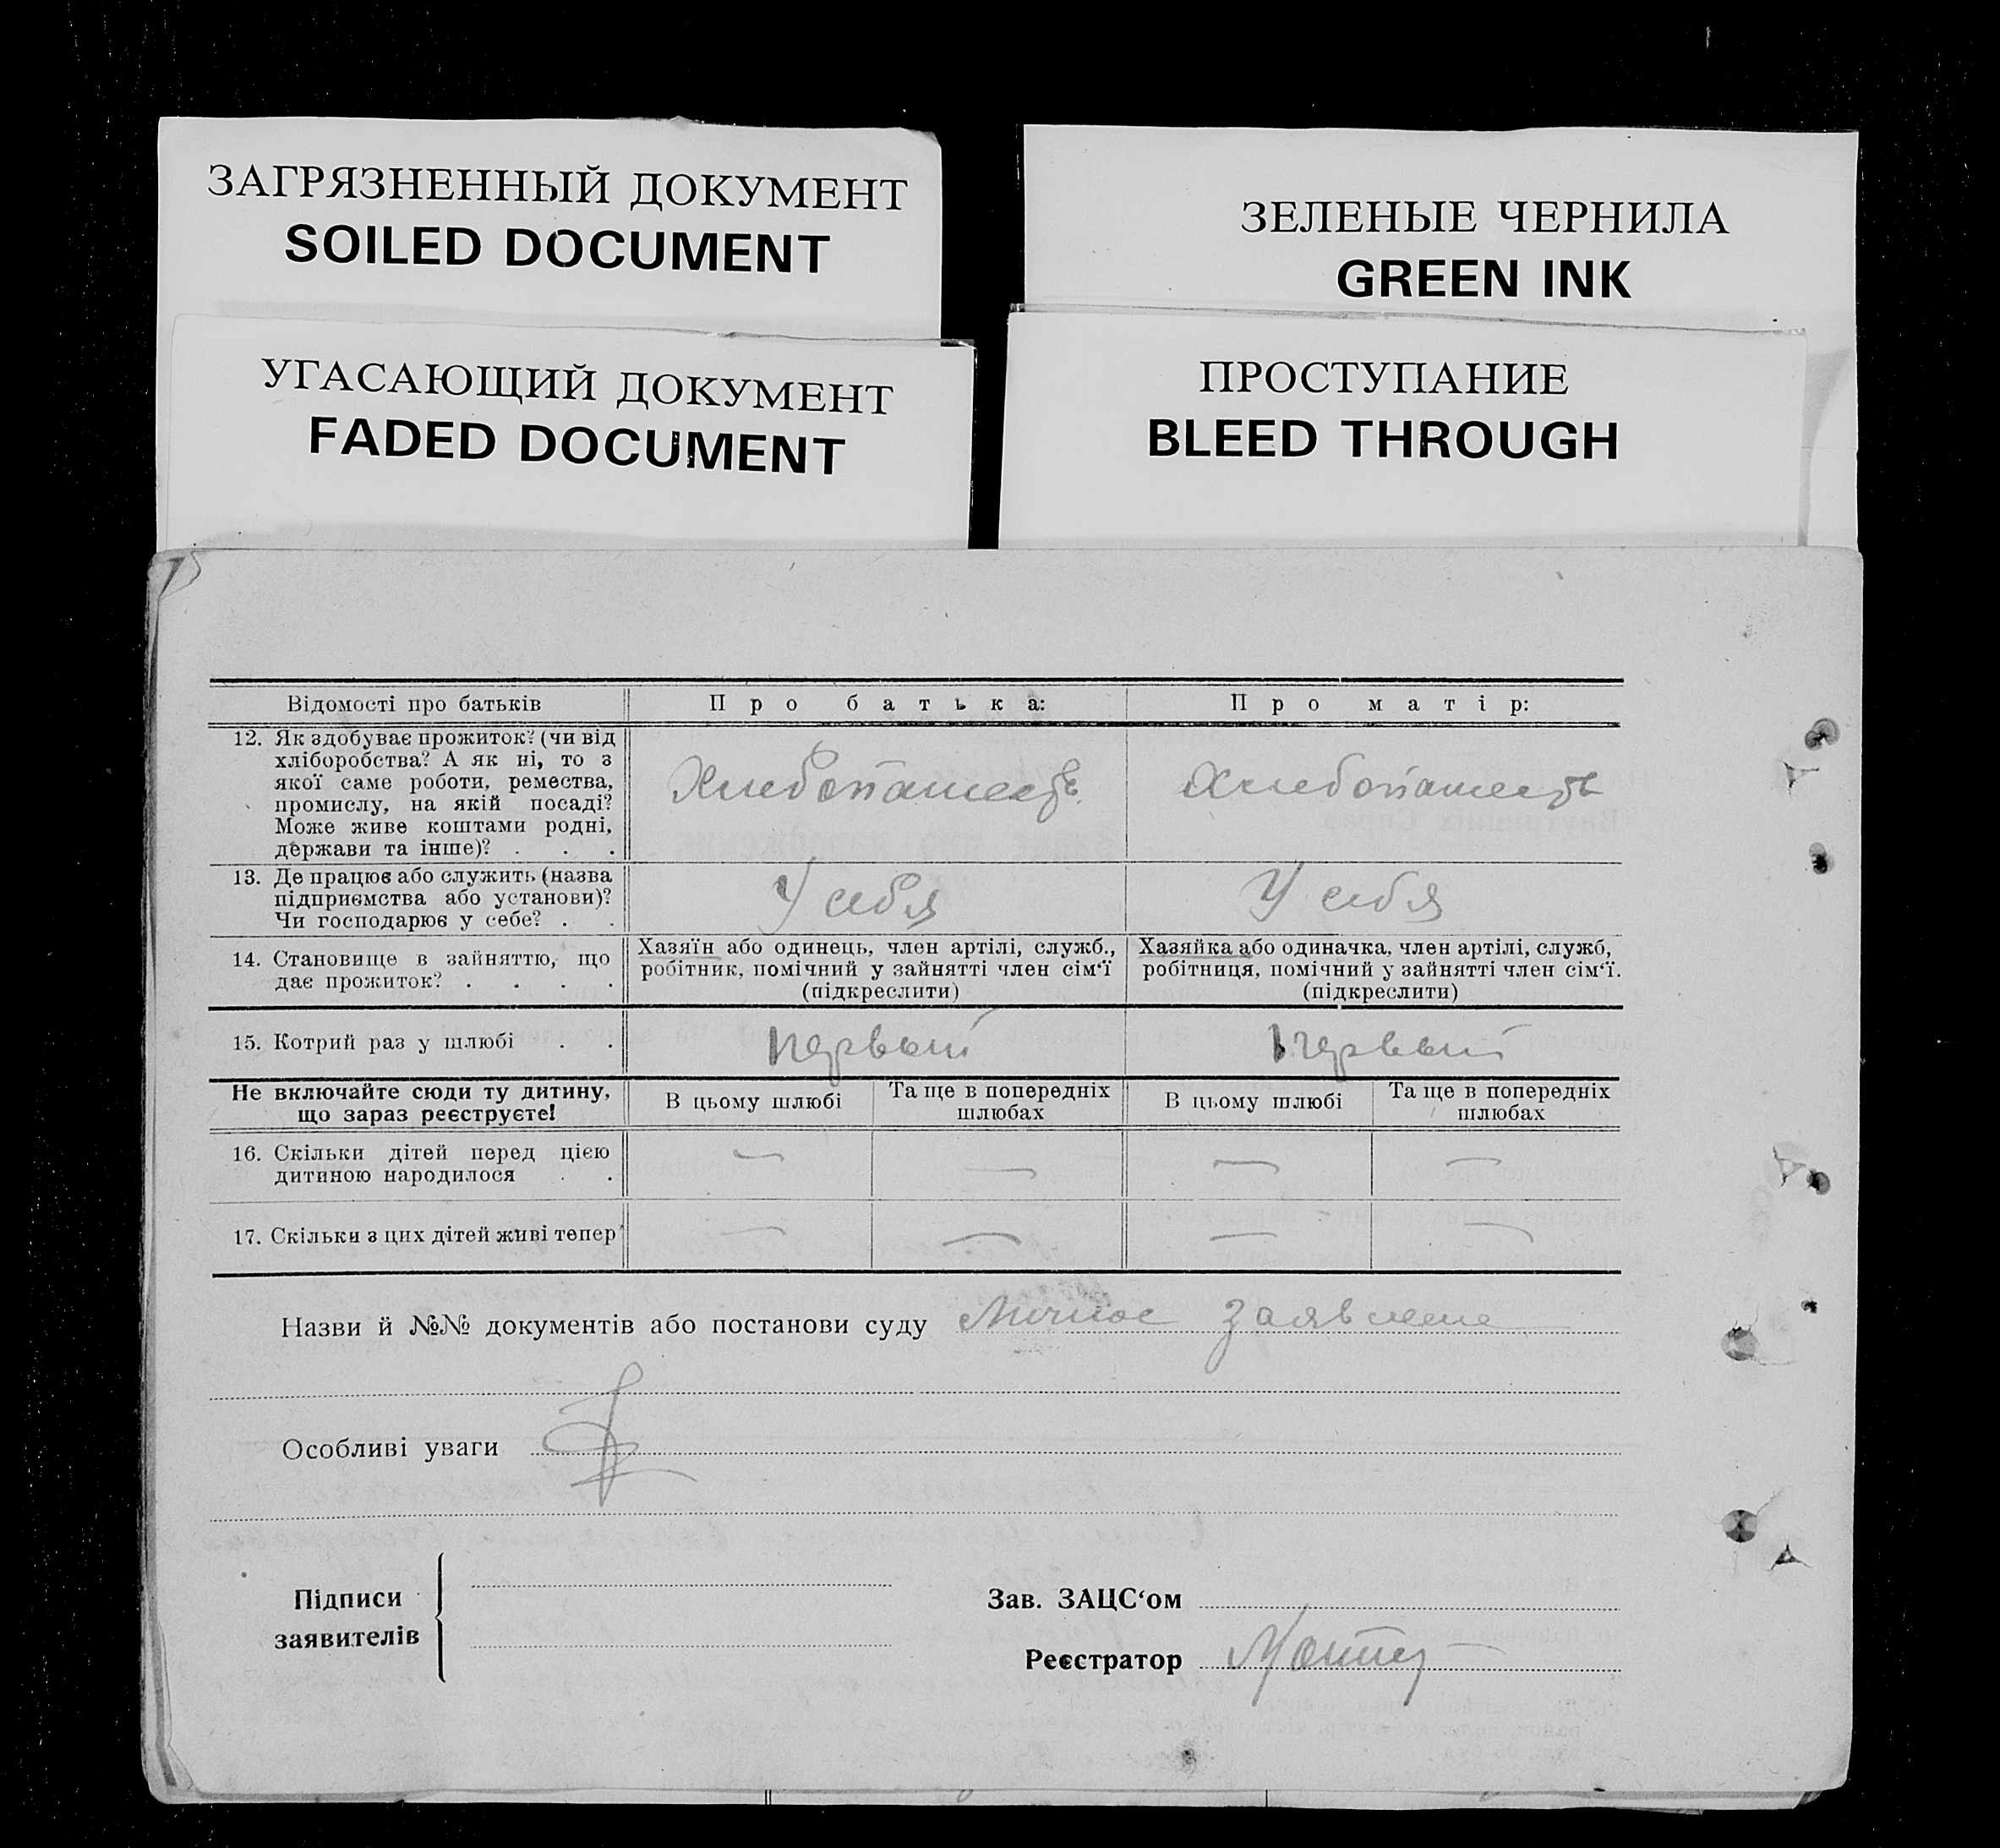 ЗАГРЯЗНЕННЫЙ ДОКУМЕНТ
SOILED DOCUMENT
ЗЕЛЕНЫЕ ЧЕРНИЛА
GREEN INK
УГАСАЮЩИЙ ДОКУМЕНТ
FADED DOCUMENT
ПРОСТУПАНИЕ
BLEED THROUGH
Відомості про батьків
Про батька:
Про матір:
12. Як здобуває прожиток? (чи від
хліборобства? А як ні, то з
якої саме роботи, ремества,
промислу, на якій посаді?
Може живе коштами родні,
держави та інше)? . . .
Хлебопашеств
Хлебопашеств
13. Де працює або служить (назва
підприємства або установи)?
Чи господарює у себе? . .
У себя
У себя
14. Становище в зайняттю, що
дає прожиток? . . . .
Хазяїн або одинець, член артілі, служб.,
робітник, помічний у зайнятті член сім‘ї
(підкреслити)
Хазяйка або одиначка, член артілі, служб,
робітниця, помічний у зайнятті член сім‘ї.
(підкреслити)
15. Котрий раз у шлюбі . .
первый
первый
Не включайте сюди ту дитину,
що зараз реєструєте!
В цьому шлюбі
Та ще в попередніх
шлюбах
В цьому шлюбі
Та ще в попередніх
шлюбах
16. Скільки дітей перед цією
дитиною народилося . .
— — — —
17. Скільки з цих дітей живі тепер
— — — —
Назви й №№ документів або постанови суду Личное заявление
Особливі уваги
Підписи
заявителів
Зав. ЗАЦС‘ом
Реєстратор